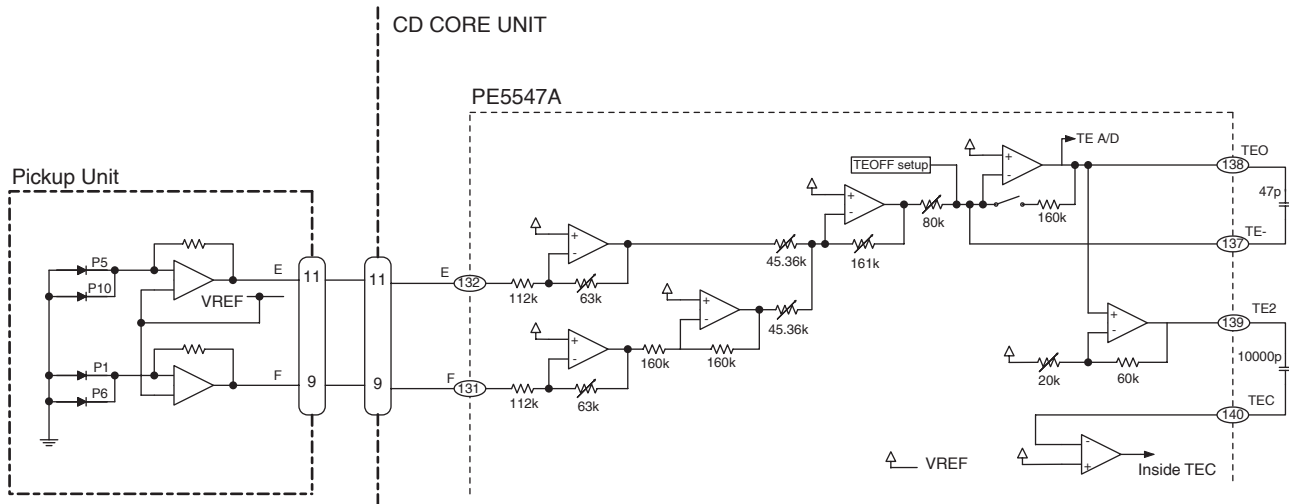 CD CORE UNIT
PE5547A
Pickup Unit
TEOFF setup
TE A/D
TEO
138
47p
80k
160k
TE-
137
P5
P10
E
11
11
E
132
112k
63k
45.36k
161k
VREF
45.36k
TE2
139
P1
P6
F
9
9
F
131
112k
63k
160k
160k
20k
60k
10000p
TEC
140
VREF
Inside TEC
+
-
+
-
+
-
+
-
+
-
+
-
-
+